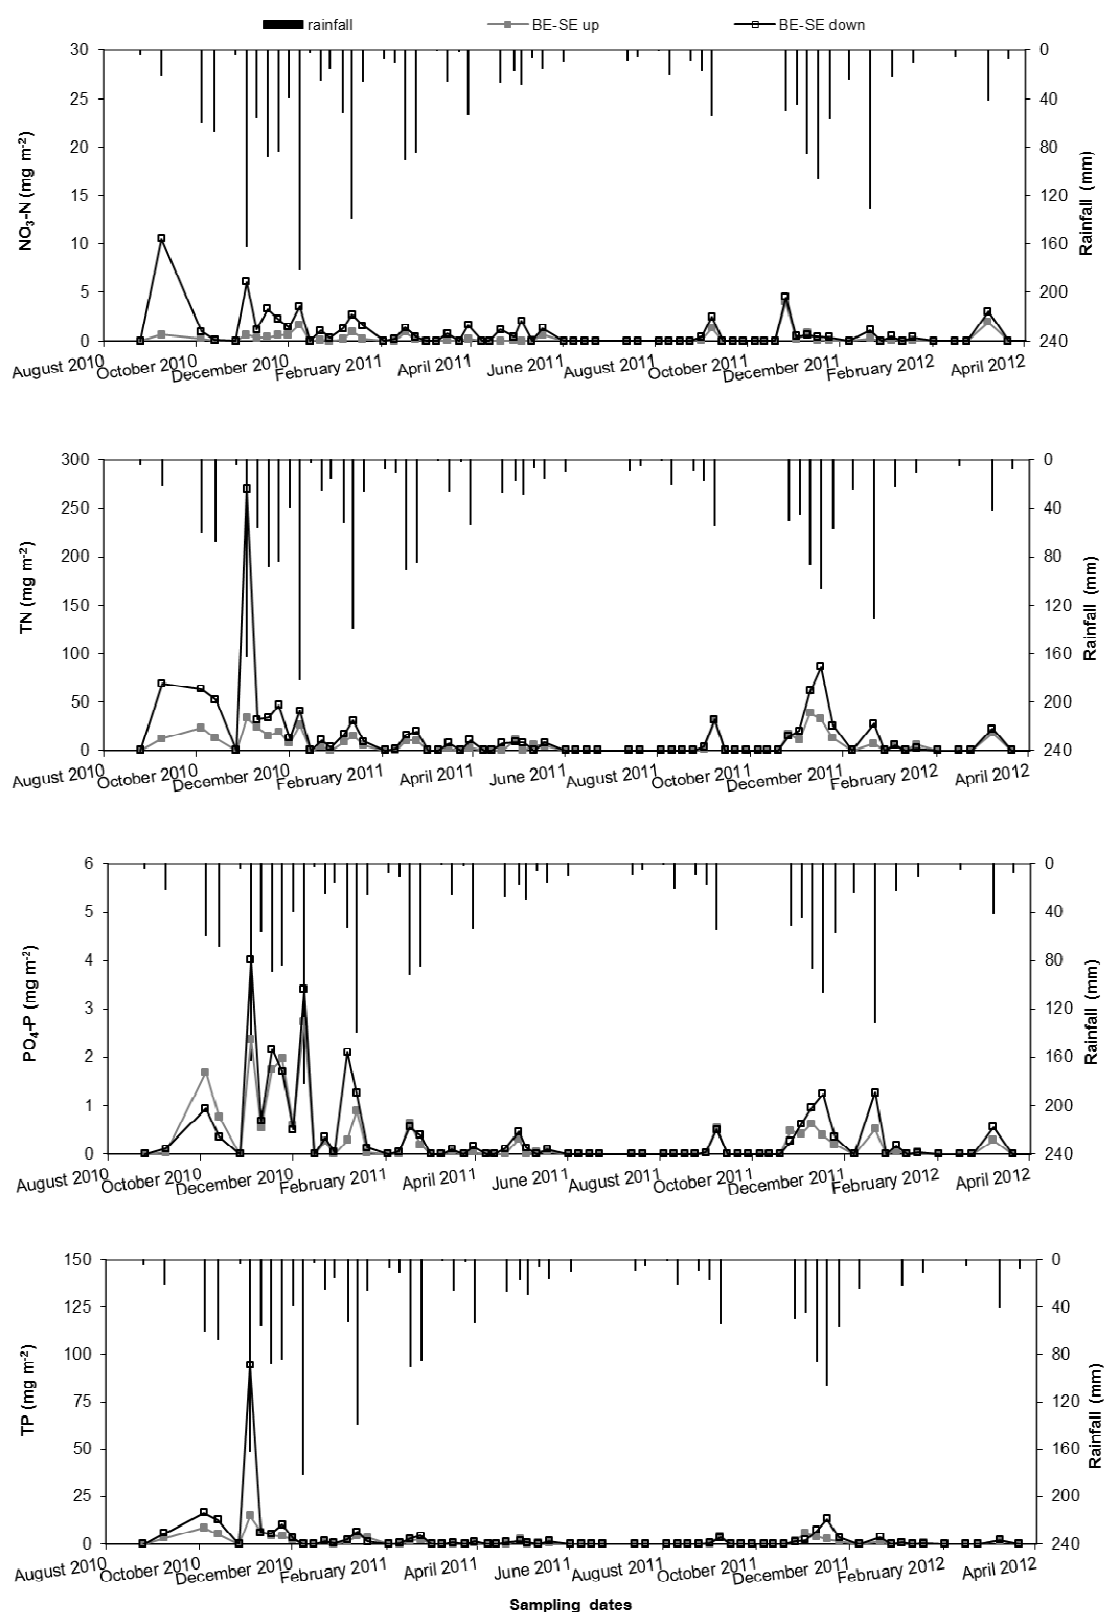 rainfall BE-SE up BE-SE down
30 0
25 40
20 80
15 120
10 160
5 200
0 240
NO3-N (mg m-2)
Rainfall (mm)
August 2010 October 2010 December 2010 February 2011 April 2011 June 2011 August 2011 October 2011 December 2011 February 2012 April 2012
300 0
250 40
200 80
150 120
100 160
50 200
0 240
TN (mg m-2)
Rainfall (mm)
August 2010 October 2010 December 2010 February 2011 April 2011 June 2011 August 2011 October 2011 December 2011 February 2012 April 2012
6 0
5 40
4 80
3 120
2 160
1 200
0 240
PO4-P (mg m-2)
Rainfall (mm)
August 2010 October 2010 December 2010 February 2011 April 2011 June 2011 August 2011 October 2011 December 2011 February 2012 April 2012
150 0
125 40
100 80
75 120
50 160
25 200
0 240
TP (mg m-2)
Rainfall (mm)
August 2010 October 2010 December 2010 February 2011 April 2011 June 2011 August 2011 October 2011 December 2011 February 2012 April 2012
Sampling dates